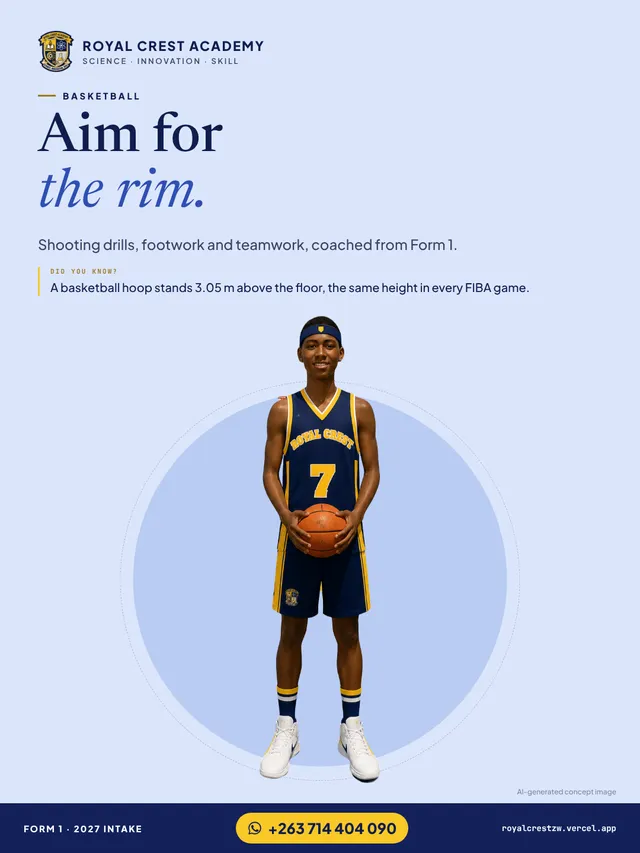 ROYAL CREST ACADEMY
SCIENCE · INNOVATION · SKILL
BASKETBALL
Aim for
the rim.
Shooting drills, footwork and teamwork, coached from Form 1.
DID YOU KNOW?
A basketball hoop stands 3.05 m above the floor, the same height in every FIBA game.
ROYAL CREST
7
AI-generated concept image
FORM 1 · 2027 INTAKE
+263 714 404 090
royalcrestzw.vercel.app